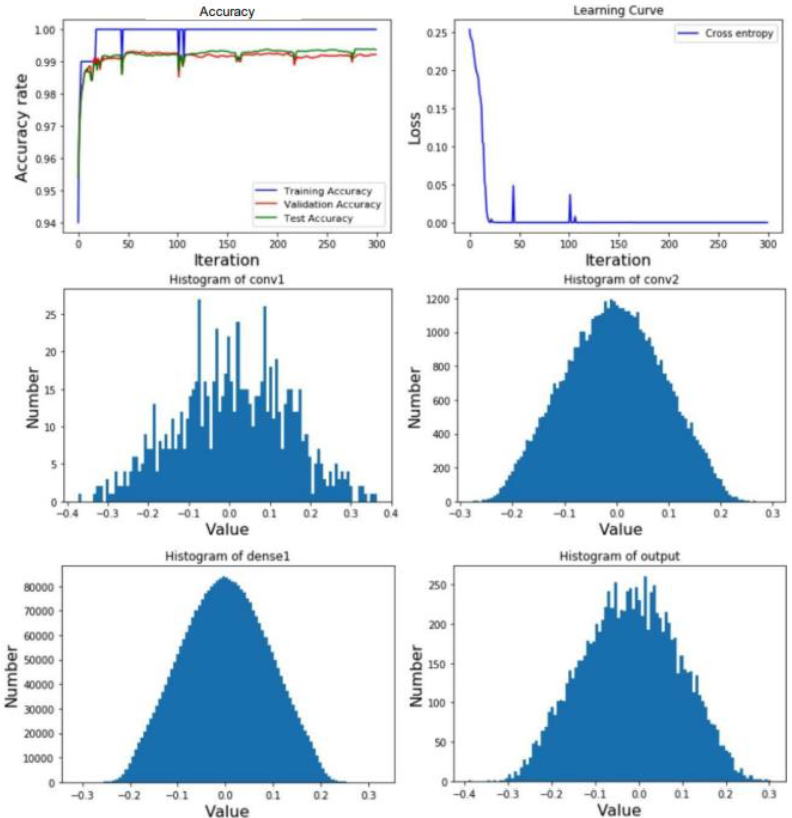 Accuracy
Accuracy rate
1.00
0.99
0.98
0.97
0.96
0.95
0.94
Training Accuracy
Validation Accuracy
Test Accuracy
0 50 100 150 200 250 300
Iteration
Learning Curve
Loss
0.25
0.20
0.15
0.10
0.05
0.00
Cross entropy
0 50 100 150 200 250 300
Iteration
Histogram of conv1
Number
25
20
15
10
5
0
−0.4 −0.3 −0.2 −0.1 0.0 0.1 0.2 0.3 0.4
Value
Histogram of conv2
Number
1200
1000
800
600
400
200
0
−0.3 −0.2 −0.1 0.0 0.1 0.2 0.3
Value
Histogram of dense1
Number
80000
70000
60000
50000
40000
30000
20000
10000
0
−0.3 −0.2 −0.1 0.0 0.1 0.2 0.3
Value
Histogram of output
Number
250
200
150
100
50
0
−0.4 −0.3 −0.2 −0.1 0.0 0.1 0.2 0.3
Value